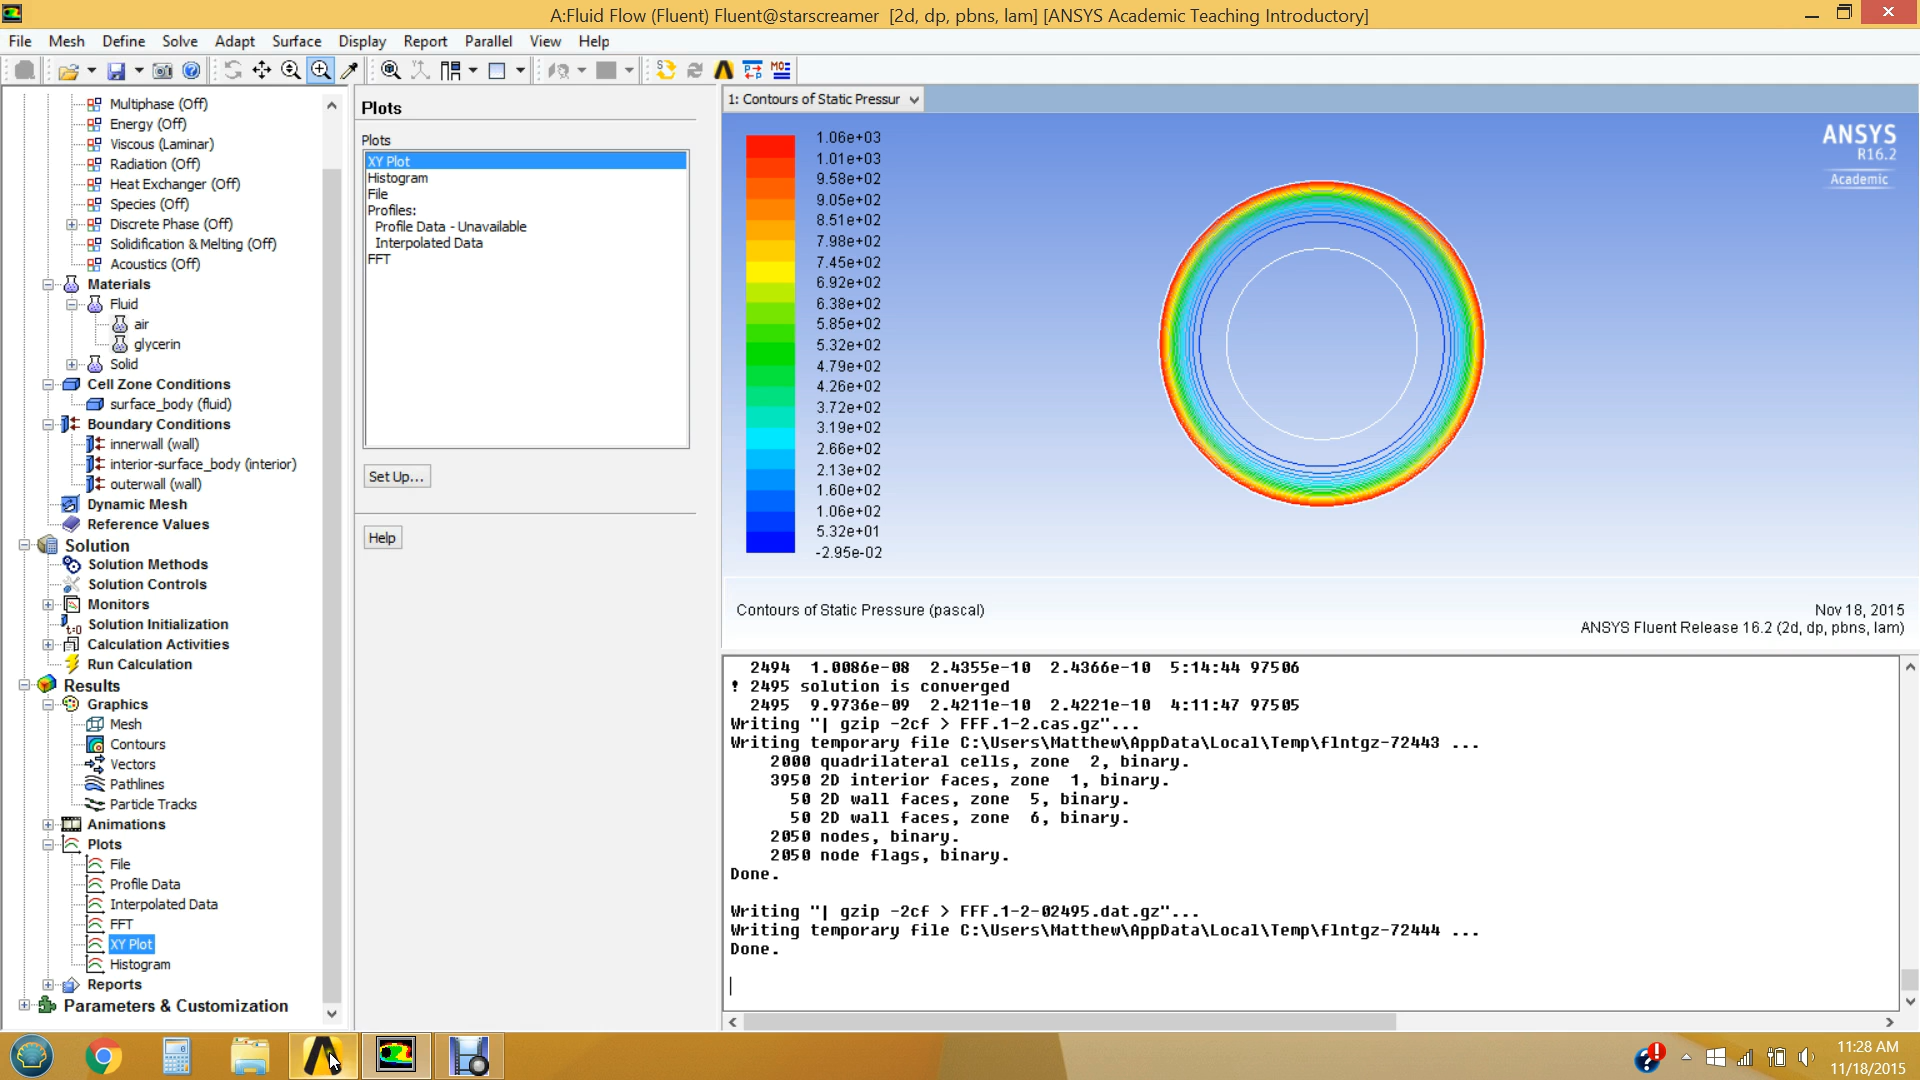 A:Fluid Flow (Fluent) Fluent@starscreamer [2d, dp, pbns, lam] [ANSYS Academic Teaching Introductory]
File Mesh Define Solve Adapt Surface Display Report Parallel View Help
Multiphase (Off)
Energy (Off)
Viscous (Laminar)
Radiation (Off)
Heat Exchanger (Off)
Species (Off)
Discrete Phase (Off)
Solidification & Melting (Off)
Acoustics (Off)
Materials
Fluid
air
glycerin
Solid
Cell Zone Conditions
surface_body (fluid)
Boundary Conditions
innerwall (wall)
interior-surface_body (interior)
outerwall (wall)
Dynamic Mesh
Reference Values
Solution
Solution Methods
Solution Controls
Monitors
Solution Initialization
Calculation Activities
Run Calculation
Results
Graphics
Mesh
Contours
Vectors
Pathlines
Particle Tracks
Animations
Plots
File
Profile Data
Interpolated Data
FFT
XY Plot
Histogram
Reports
Parameters & Customization
Plots
Plots
XY Plot
Histogram
File
Profiles:
Profile Data - Unavailable
Interpolated Data
FFT
Set Up...
Help
1: Contours of Static Pressur
1.06e+03
1.01e+03
9.58e+02
9.05e+02
8.51e+02
7.98e+02
7.45e+02
6.92e+02
6.38e+02
5.85e+02
5.32e+02
4.79e+02
4.26e+02
3.72e+02
3.19e+02
2.66e+02
2.13e+02
1.60e+02
1.06e+02
5.32e+01
-2.95e-02
ANSYS
R16.2
Academic
Contours of Static Pressure (pascal)
Nov 18, 2015
ANSYS Fluent Release 16.2 (2d, dp, pbns, lam)
2494 1.0086e-08 2.4355e-10 2.4366e-10 5:14:44 97506
! 2495 solution is converged
2495 9.9736e-09 2.4211e-10 2.4221e-10 4:11:47 97505
Writing "| gzip -2cf > FFF.1-2.cas.gz"...
Writing temporary file C:\Users\Matthew\AppData\Local\Temp\flntgz-72443 ...
2000 quadrilateral cells, zone 2, binary.
3950 2D interior faces, zone 1, binary.
50 2D wall faces, zone 5, binary.
50 2D wall faces, zone 6, binary.
2050 nodes, binary.
2050 node flags, binary.
Done.
Writing "| gzip -2cf > FFF.1-2-02495.dat.gz"...
Writing temporary file C:\Users\Matthew\AppData\Local\Temp\flntgz-72444 ...
Done.
11:28 AM
11/18/2015